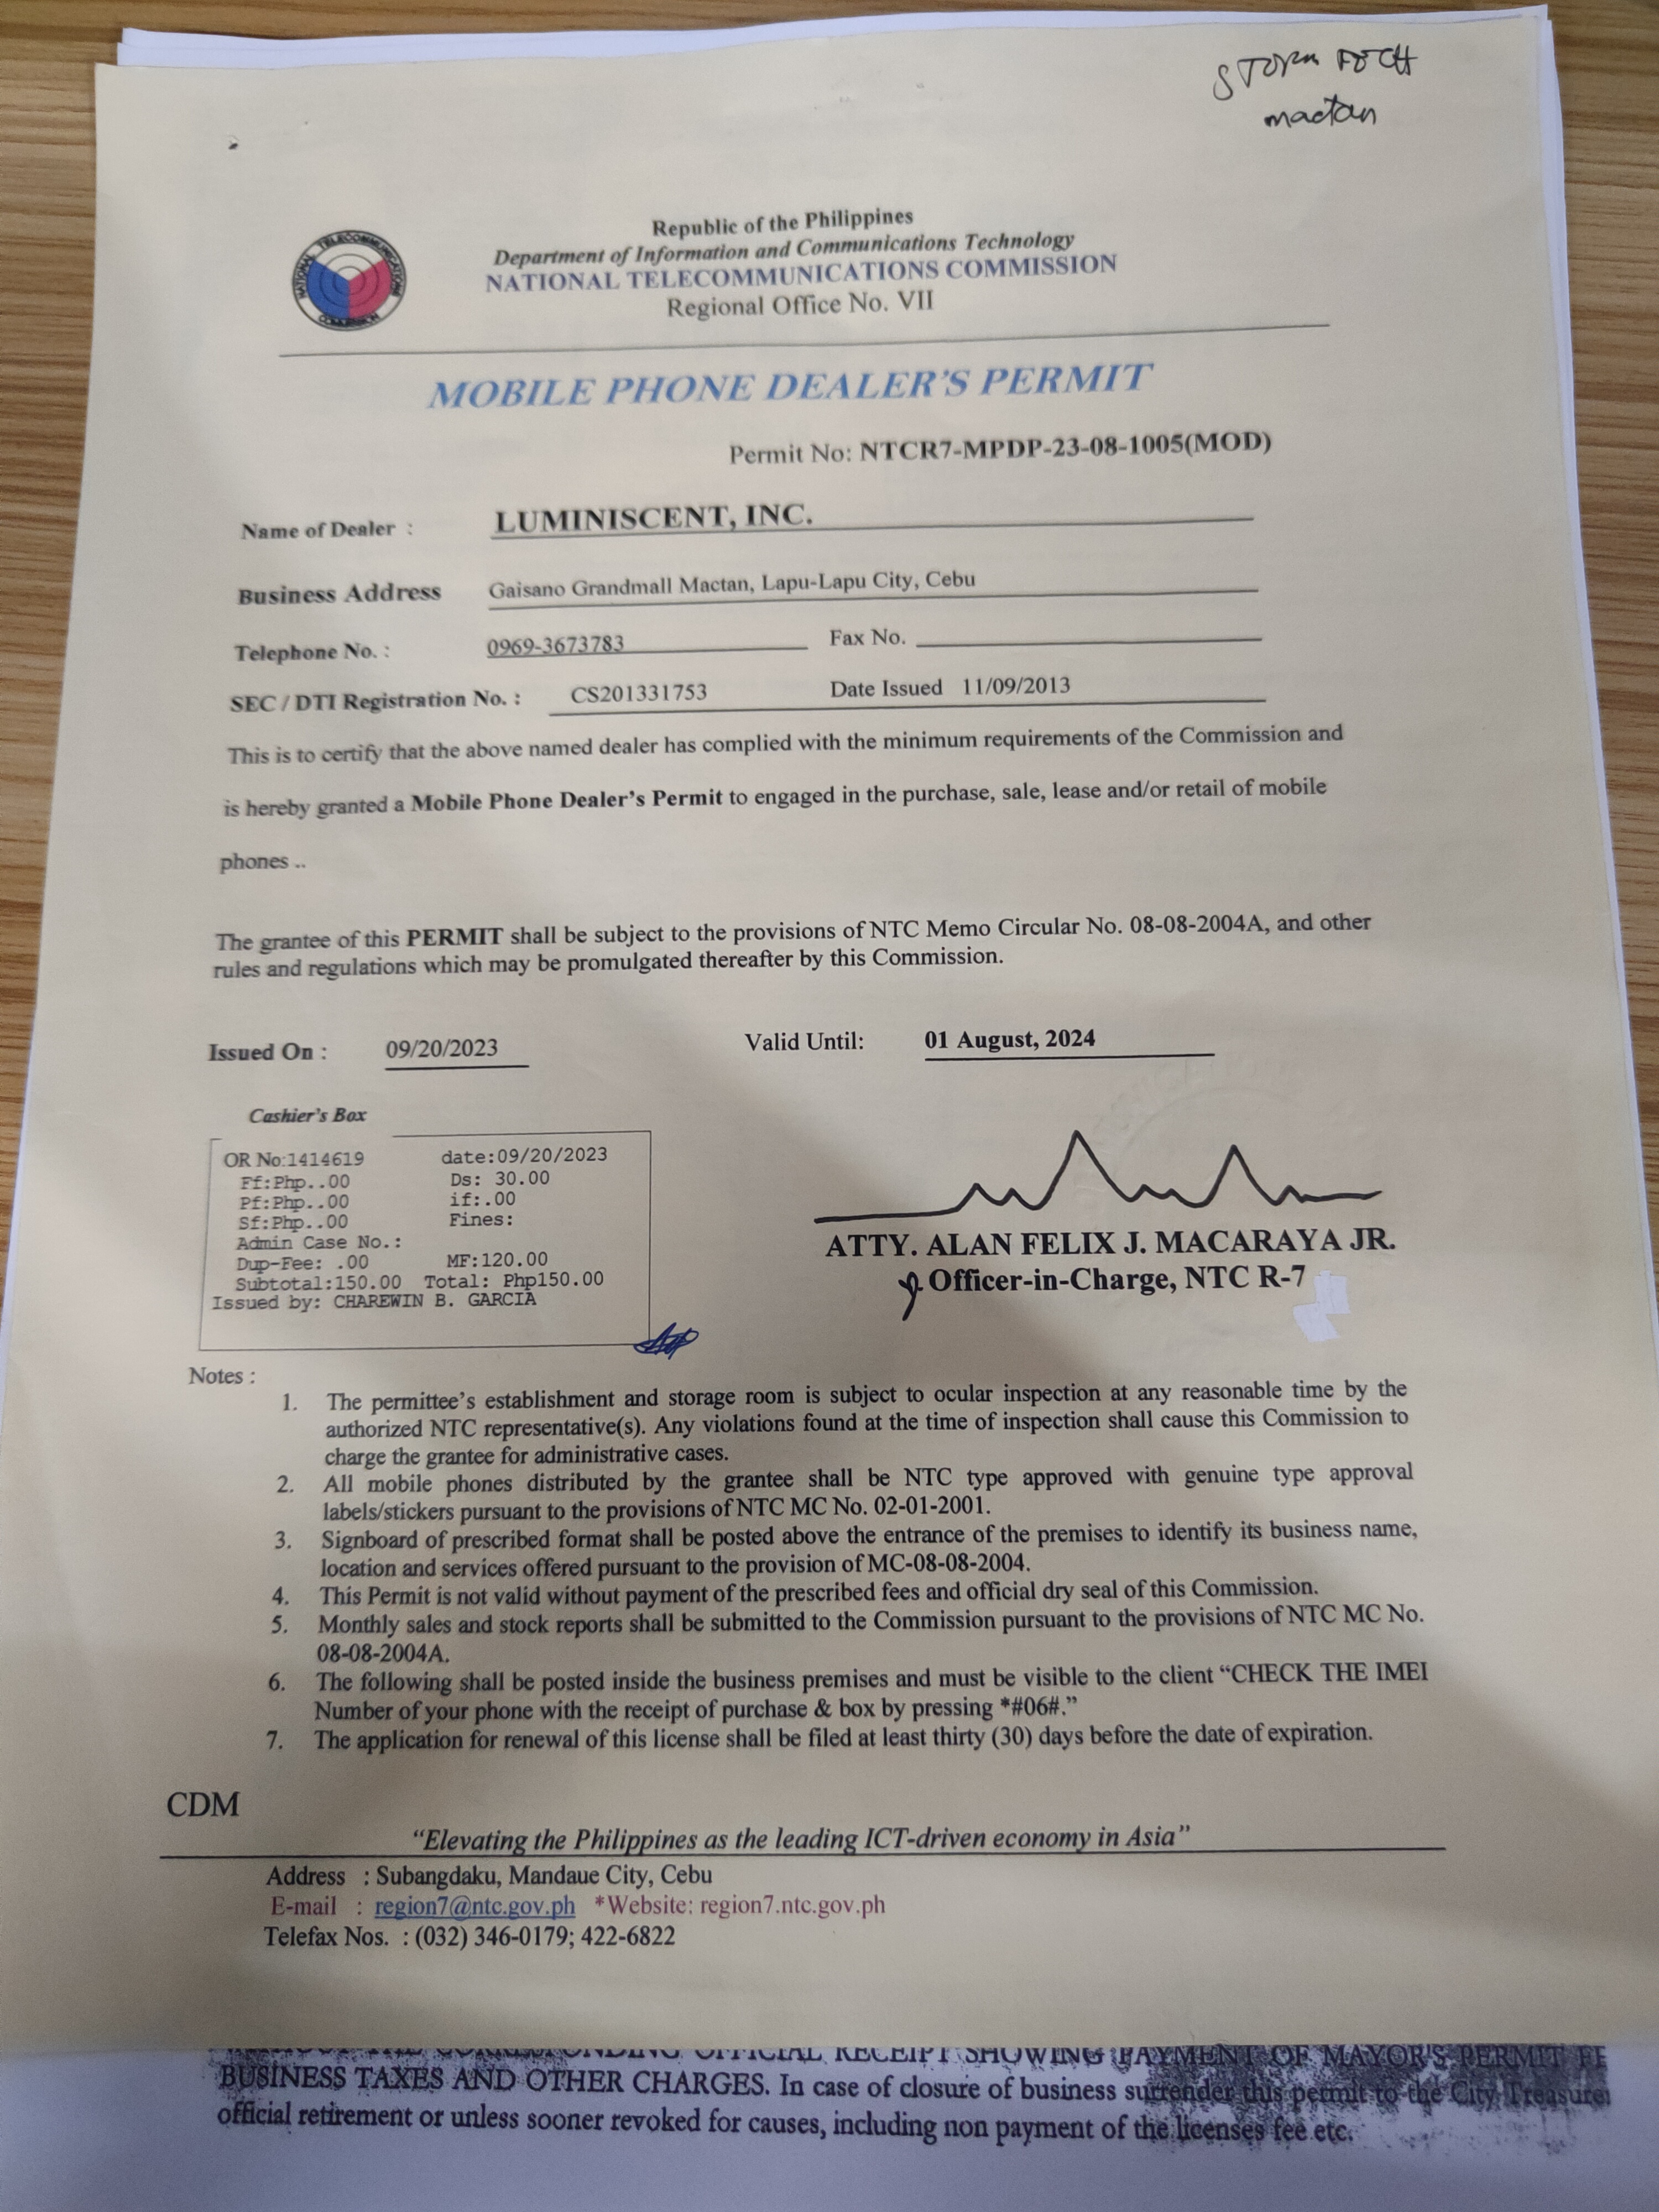 STORM TECH
mactan
NATIONAL TELECOMMUNICATIONS COMMISSION
Republic of the Philippines
Department of Information and Communications Technology
NATIONAL TELECOMMUNICATIONS COMMISSION
Regional Office No. VII
MOBILE PHONE DEALER'S PERMIT
Permit No: NTCR7-MPDP-23-08-1005(MOD)
Name of Dealer : LUMINISCENT, INC.
Business Address Gaisano Grandmall Mactan, Lapu-Lapu City, Cebu
Telephone No. : 0969-3673783 Fax No.
SEC / DTI Registration No. : CS201331753 Date Issued 11/09/2013
This is to certify that the above named dealer has complied with the minimum requirements of the Commission and
is hereby granted a Mobile Phone Dealer's Permit to engaged in the purchase, sale, lease and/or retail of mobile
phones ..
The grantee of this PERMIT shall be subject to the provisions of NTC Memo Circular No. 08-08-2004A, and other
rules and regulations which may be promulgated thereafter by this Commission.
Issued On : 09/20/2023 Valid Until: 01 August, 2024
Cashier's Box
OR No:1414619 date:09/20/2023
Ff:Php..00 Ds: 30.00
Pf:Php..00 if:.00
Sf:Php..00 Fines:
Admin Case No.:
Dup-Fee: .00 MF:120.00
Subtotal:150.00 Total: Php150.00
Issued by: CHAREWIN B. GARCIA
ATTY. ALAN FELIX J. MACARAYA JR.
Officer-in-Charge, NTC R-7
Notes :
1. The permittee's establishment and storage room is subject to ocular inspection at any reasonable time by the
authorized NTC representative(s). Any violations found at the time of inspection shall cause this Commission to
charge the grantee for administrative cases.
2. All mobile phones distributed by the grantee shall be NTC type approved with genuine type approval
labels/stickers pursuant to the provisions of NTC MC No. 02-01-2001.
3. Signboard of prescribed format shall be posted above the entrance of the premises to identify its business name,
location and services offered pursuant to the provision of MC-08-08-2004.
4. This Permit is not valid without payment of the prescribed fees and official dry seal of this Commission.
5. Monthly sales and stock reports shall be submitted to the Commission pursuant to the provisions of NTC MC No.
08-08-2004A.
6. The following shall be posted inside the business premises and must be visible to the client “CHECK THE IMEI
Number of your phone with the receipt of purchase & box by pressing *#06#.”
7. The application for renewal of this license shall be filed at least thirty (30) days before the date of expiration.
CDM
“Elevating the Philippines as the leading ICT-driven economy in Asia”
Address : Subangdaku, Mandaue City, Cebu
E-mail : region7@ntc.gov.ph *Website: region7.ntc.gov.ph
Telefax Nos. : (032) 346-0179; 422-6822
THE CORRESPONDING OFFICIAL RECEIPT SHOWING PAYMENT OF MAYOR'S PERMIT
BUSINESS TAXES AND OTHER CHARGES. In case of closure of business surrender this permit to the City Treasure
official retirement or unless sooner revoked for causes, including non payment of the licenses fee etc.